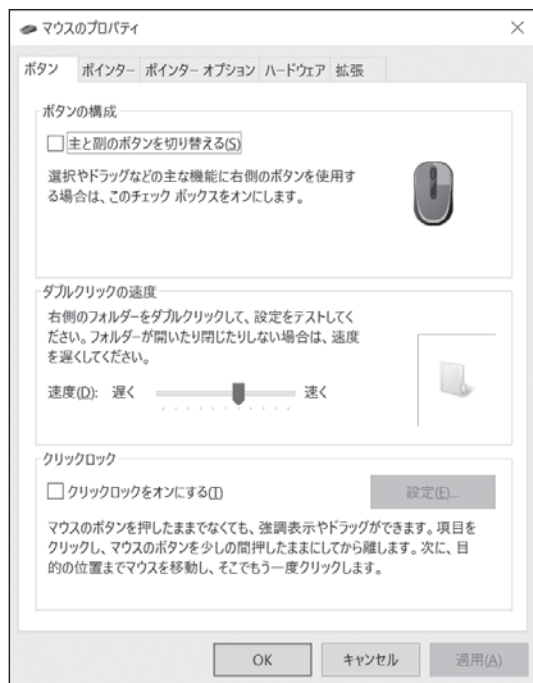 マウスのプロパティ
ボタン ポインター ポインター オプション ハードウェア 拡張
ボタンの構成
主と副のボタンを切り替える(S)
選択やドラッグなどの主な機能に右側のボタンを使用す
る場合は、このチェック ボックスをオンにします。
ダブルクリックの速度
右側のフォルダーをダブルクリックして、設定をテストしてく
ださい。フォルダーが開いたり閉じたりしない場合は、速度
を遅くしてください。
速度(D): 遅く 速く
クリックロック
クリックロックをオンにする(T)
設定(E)...
マウスのボタンを押したままでなくても、強調表示やドラッグができます。項目を
クリックし、マウスのボタンを少しの間押したままにしてから離します。次に、目
的の位置までマウスを移動し、そこでもう一度クリックします。
OK キャンセル 適用(A)